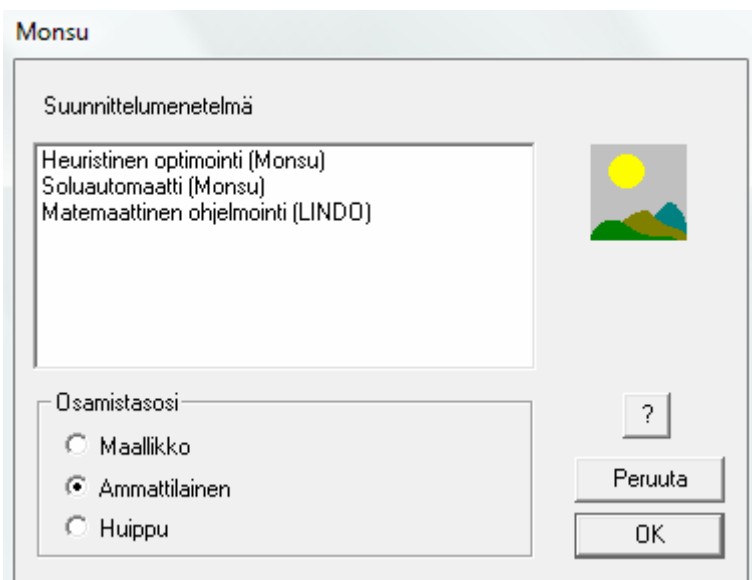 Monsu
Suunnittelumenetelmä
Heuristinen optimointi (Monsu)
Soluautomaatti (Monsu)
Matemaattinen ohjelmointi (LINDO)
Osamistasosi
Maallikko
Ammattilainen
Huippu
?
Peruuta
OK